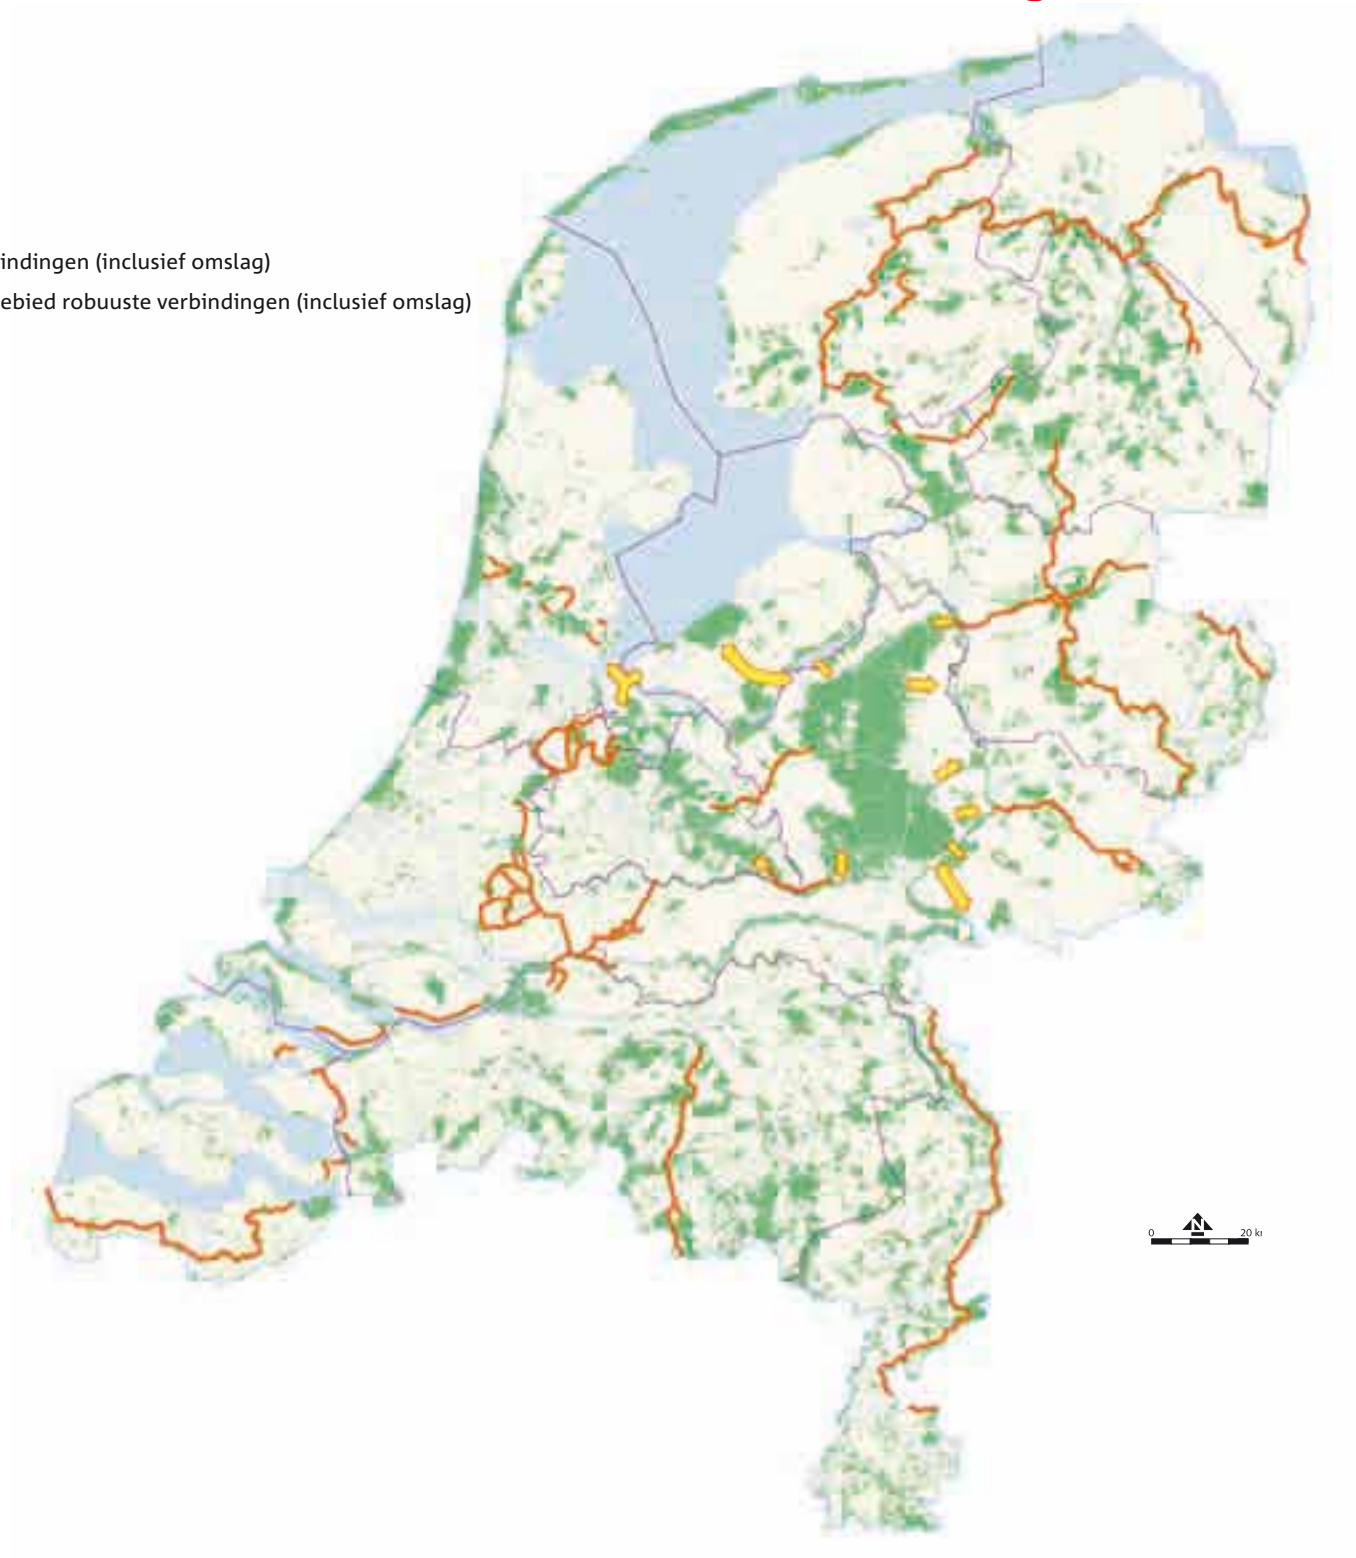 indingen (inclusief omslag)
ebied robuuste verbindingen (inclusief omslag)
N
0 20 k